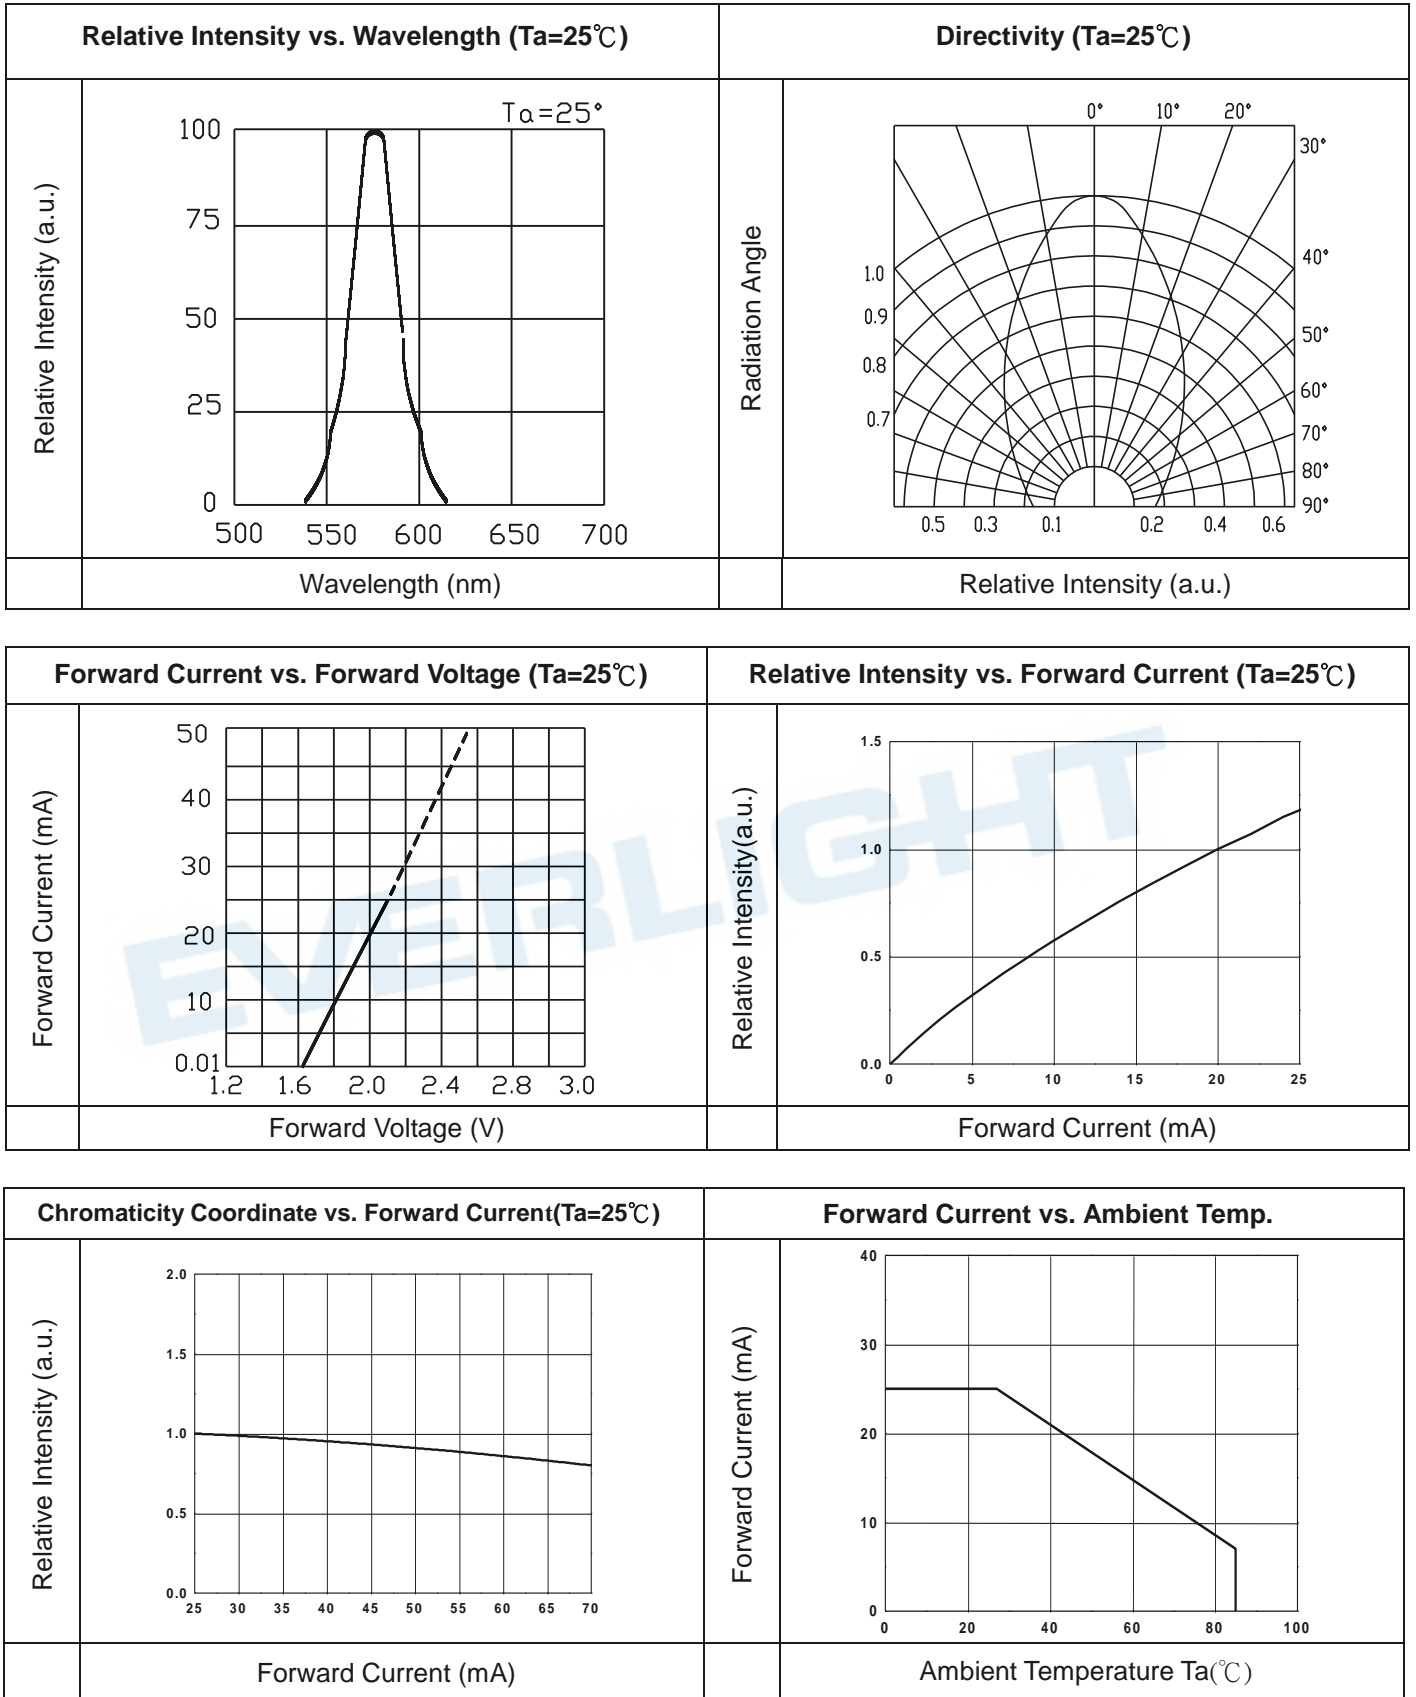 Relative Intensity vs. Wavelength (Ta=25℃)
Directivity (Ta=25℃)
Relative Intensity (a.u.)
Ta=25°
100
75
50
25
0
500 550 600 650 700
Wavelength (nm)
Radiation Angle
0° 10° 20°
30°
40°
50°
60°
70°
80°
90°
1.0
0.9
0.8
0.7
0.5 0.3 0.1 0.2 0.4 0.6
Relative Intensity (a.u.)
Forward Current vs. Forward Voltage (Ta=25℃)
Relative Intensity vs. Forward Current (Ta=25℃)
EVERLIGHT
Forward Current (mA)
50
40
30
20
10
0.01
1.2 1.6 2.0 2.4 2.8 3.0
Forward Voltage (V)
Relative Intensity(a.u.)
1.5
1.0
0.5
0.0
0 5 10 15 20 25
Forward Current (mA)
Chromaticity Coordinate vs. Forward Current(Ta=25℃)
Forward Current vs. Ambient Temp.
Relative Intensity (a.u.)
2.0
1.5
1.0
0.5
0.0
25 30 35 40 45 50 55 60 65 70
Forward Current (mA)
Forward Current (mA)
40
30
20
10
0
0 20 40 60 80 100
Ambient Temperature Ta(℃)